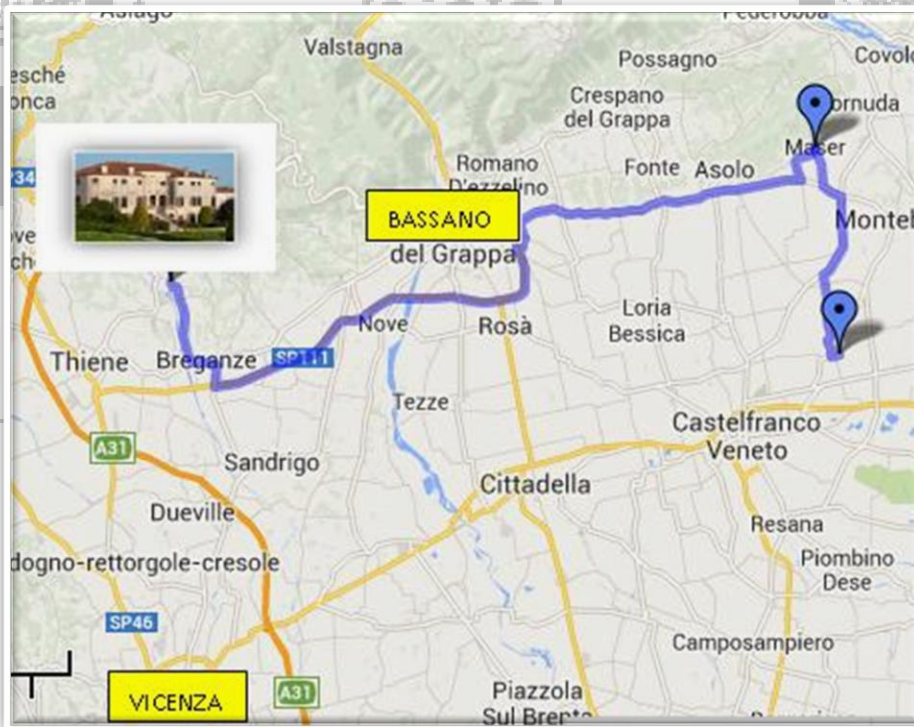 Valstagna
Possagno
Crespano
del Grappa
Maser
Romano
D'ezzelino
Fonte
Asolo
BASSANO
del Grappa
Nove
Rosà
Loria
Bessica
Thiene
Breganze
SP111
Tezze
Castelfranco
Veneto
A31
Sandrigo
Cittadella
Dueville
Resana
Piombino
Dese
dogno-rettorgole-cresole
SP46
Camposampiero
VICENZA
A31
Piazzola
Sul Brenta